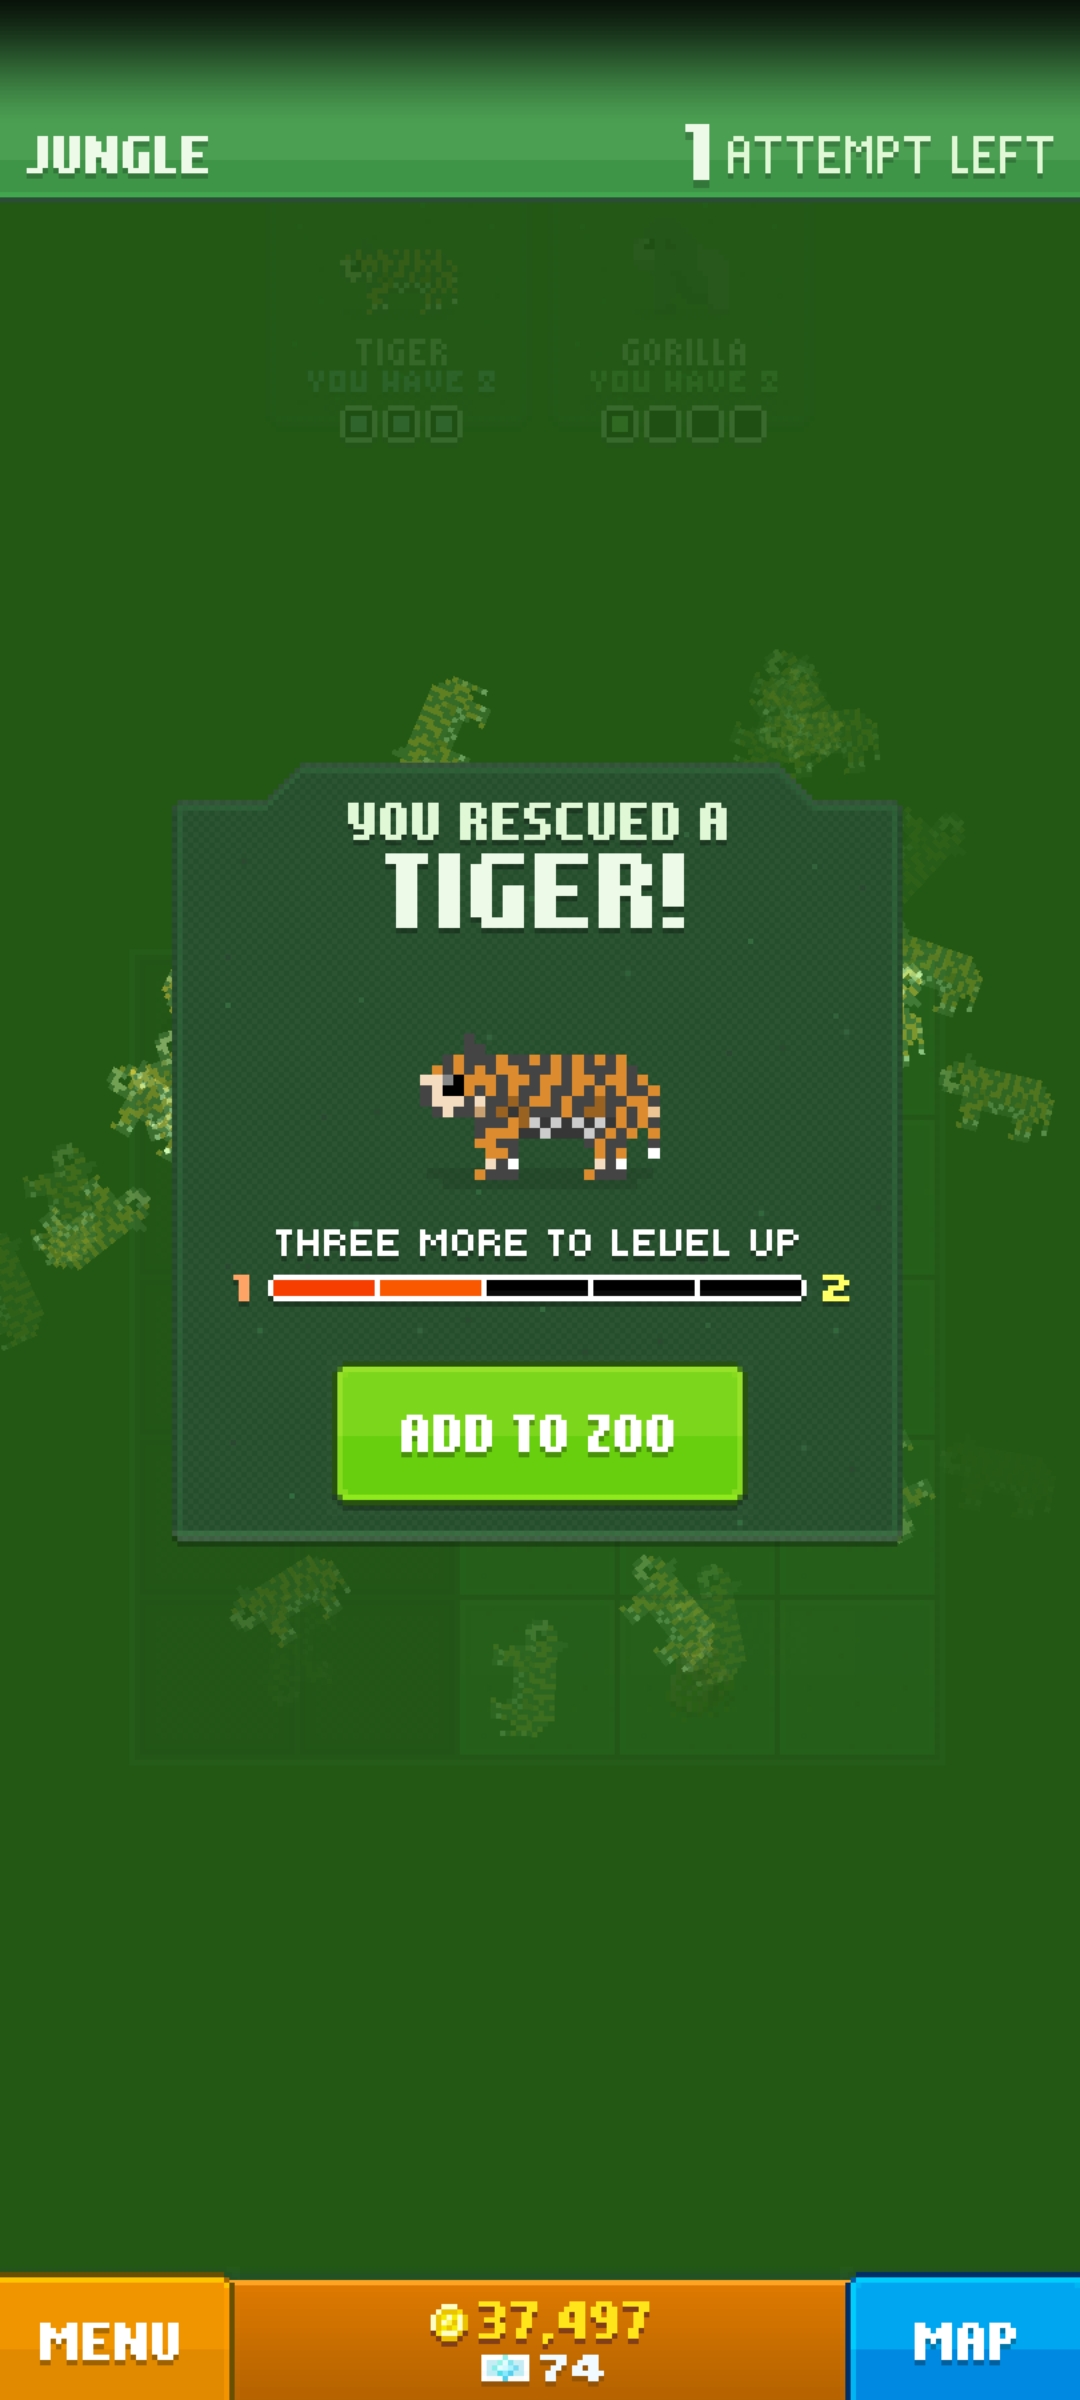 JUNGLE
1 ATTEMPT LEFT
TIGER
YOU HAVE 2
GORILLA
YOU HAVE 2
YOU RESCUED A
TIGER!
THREE MORE TO LEVEL UP
1 2
ADD TO ZOO
MENU
37,497
74
MAP